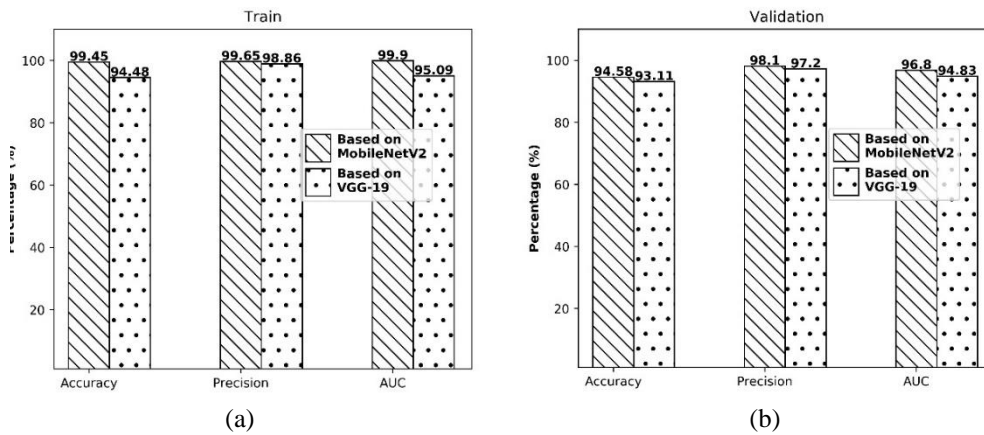 Train
99.45
94.48
99.65
98.86
99.9
95.09
100
80
60
40
20
Percentage (%)
Based on
MobileNetV2
Based on
VGG-19
Accuracy
Precision
AUC
(a)
Validation
94.58
93.11
98.1
97.2
96.8
94.83
100
80
60
40
20
Percentage (%)
Based on
MobileNetV2
Based on
VGG-19
Accuracy
Precision
AUC
(b)